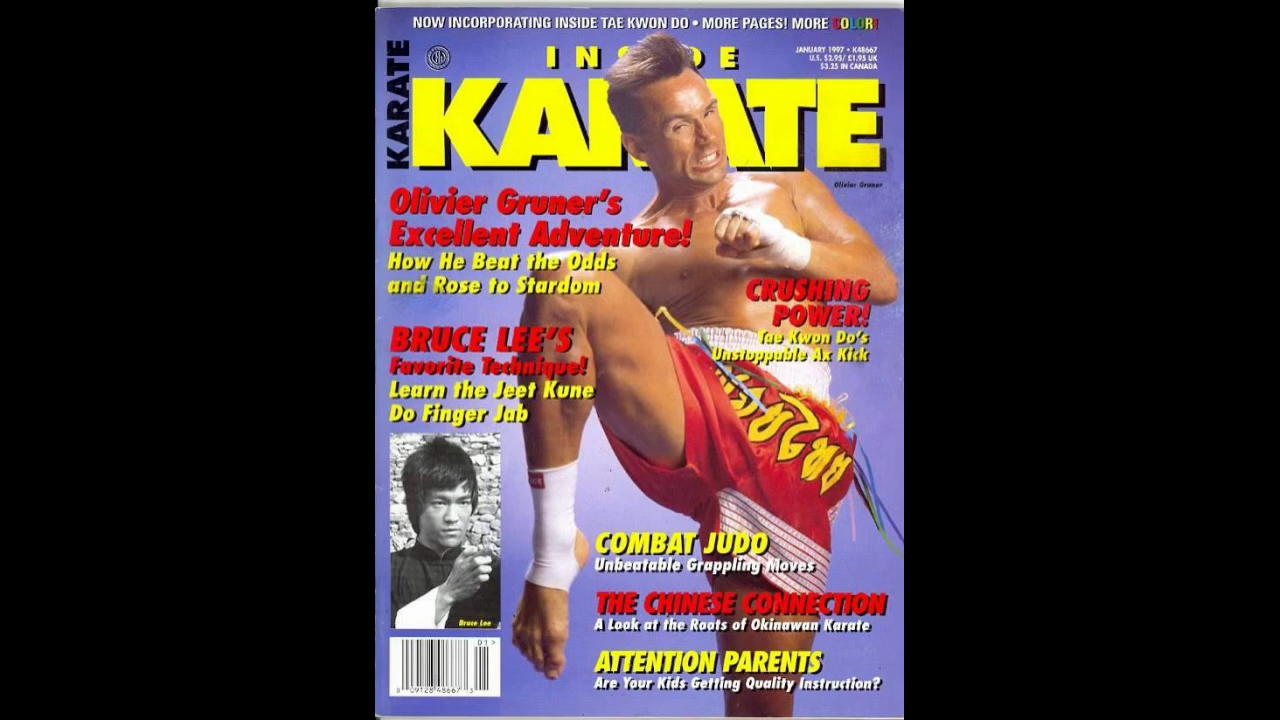 NOW INCORPORATING INSIDE TAE KWON DO • MORE PAGES! MORE COLOR!
KARATE
INSIDE
JANUARY 1997 • K48667
U.S. $2.95/ £1.95 UK
$3.25 IN CANADA
KARATE
Olivier Gruner
Olivier Gruner's
Excellent Adventure!
How He Beat the Odds
and Rose to Stardom
CRUSHING
POWER!
Tae Kwon Do's
Unstoppable Ax Kick
BRUCE LEE'S
Favorite Technique!
Learn the Jeet Kune
Do Finger Jab
Bruce Lee
COMBAT JUDO
Unbeatable Grappling Moves
THE CHINESE CONNECTION
A Look at the Roots of Okinawan Karate
ATTENTION PARENTS
Are Your Kids Getting Quality Instruction?
01>
09128 48667